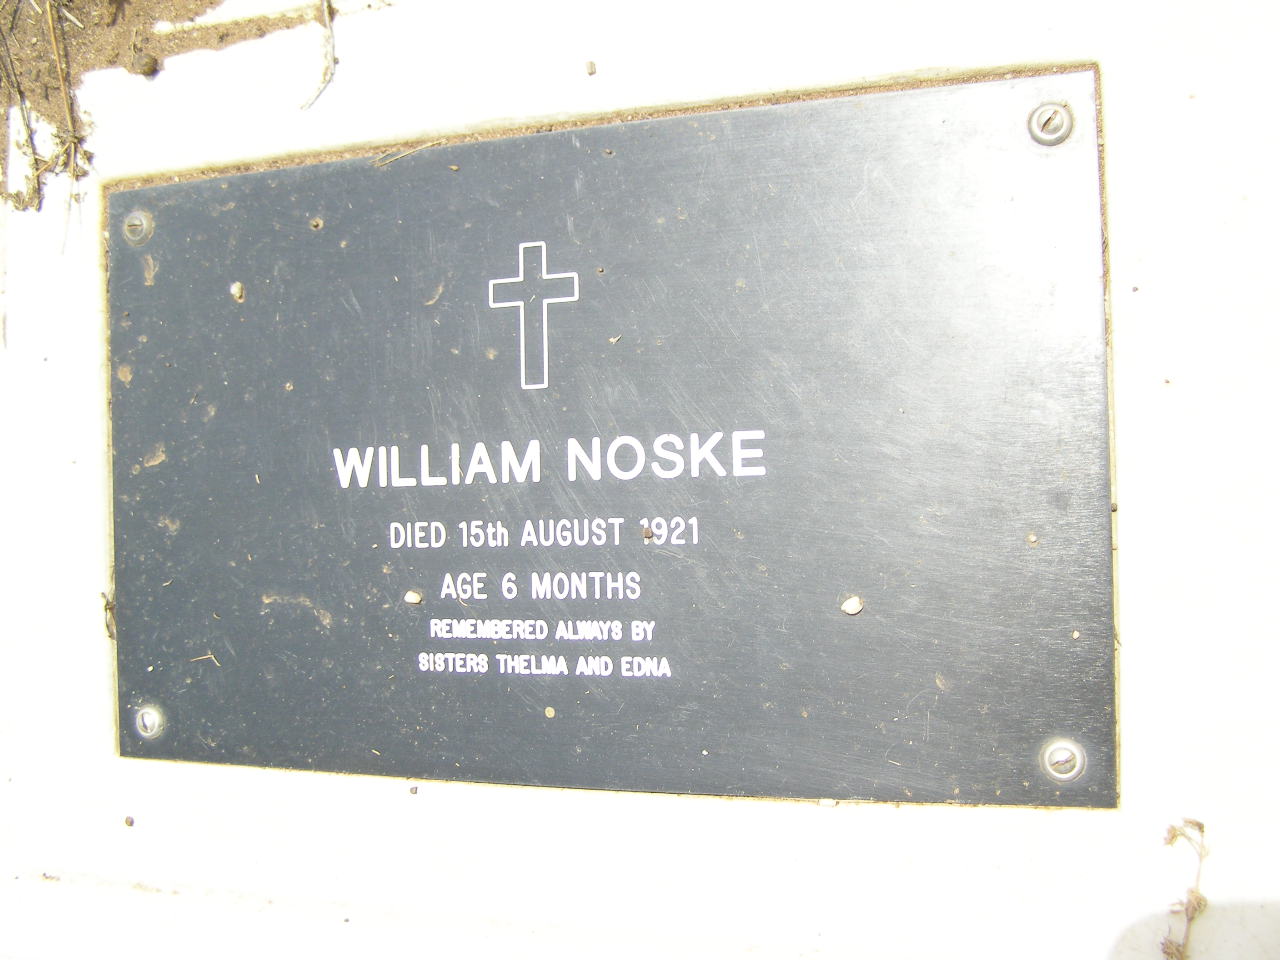 WILLIAM NOSKE
DIED 15th AUGUST 1921
AGE 6 MONTHS
REMEMBERED ALWAYS BY
SISTERS THELMA AND EDNA